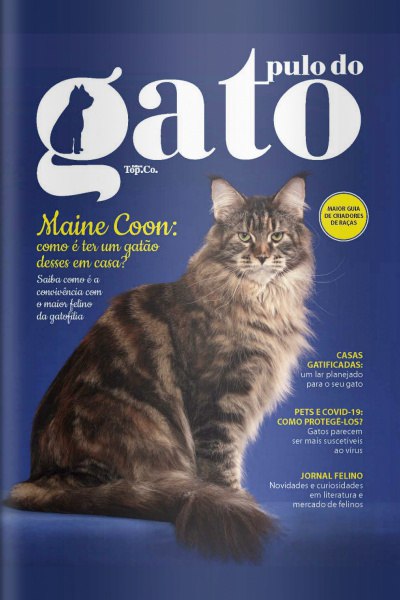 pulo do
gato
Editora
Top.Co.
MAIOR GUIA
DE CRIADORES
DE RAÇAS
Maine Coon:
como é ter um gatão
desses em casa?
Saiba como é a
convivência com
o maior felino
da gatofilia
CASAS
GATIFICADAS:
um lar planejado
para o seu gato
PETS E COVID-19:
COMO PROTEGÊ-LOS?
Gatos parecem
ser mais suscetíveis
ao vírus
JORNAL FELINO
Novidades e curiosidades
em literatura e
mercado de felinos